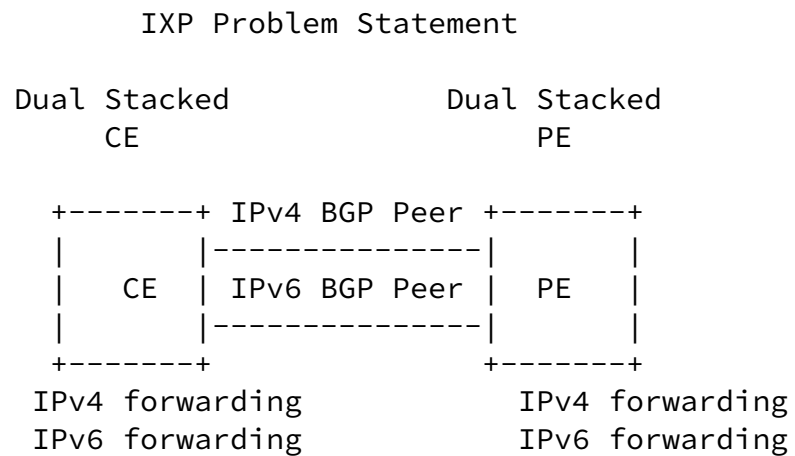 IXP Problem Statement
Dual Stacked Dual Stacked
CE PE
+-------+ IPv4 BGP Peer +-------+
| |---------------| |
| CE | IPv6 BGP Peer | PE |
| |---------------| |
+-------+ +-------+
IPv4 forwarding IPv4 forwarding
IPv6 forwarding IPv6 forwarding